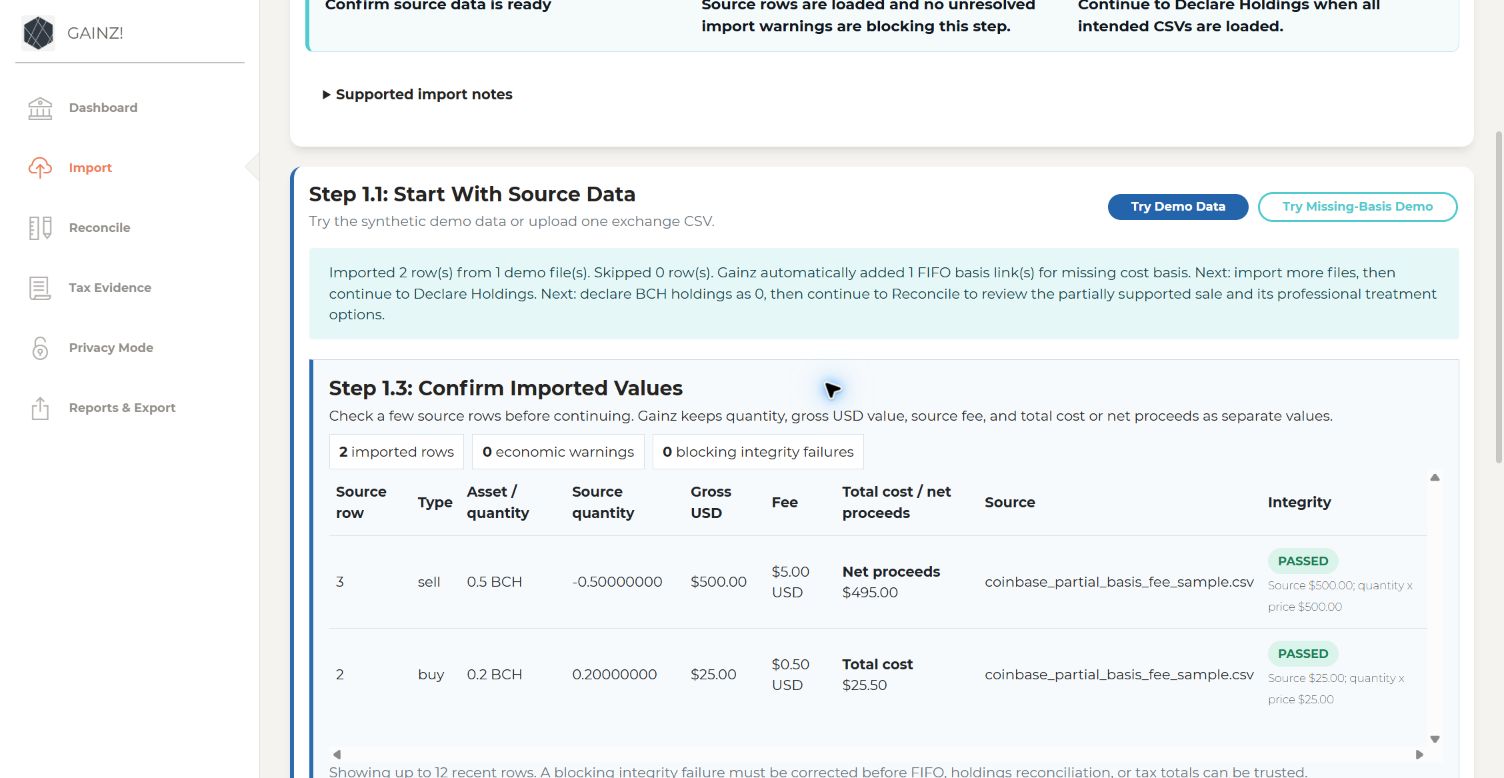 GAINZ!
Dashboard
Import
Reconcile
Tax Evidence
Privacy Mode
Reports & Export
Confirm source data is ready
Source rows are loaded and no unresolved
import warnings are blocking this step.
Continue to Declare Holdings when all
intended CSVs are loaded.
Supported import notes
Step 1.1: Start With Source Data
Try the synthetic demo data or upload one exchange CSV.
Try Demo Data
Try Missing-Basis Demo
Imported 2 row(s) from 1 demo file(s). Skipped 0 row(s). Gainz automatically added 1 FIFO basis link(s) for missing cost basis. Next: import more files, then
continue to Declare Holdings. Next: declare BCH holdings as 0, then continue to Reconcile to review the partially supported sale and its professional treatment
options.
Step 1.3: Confirm Imported Values
Check a few source rows before continuing. Gainz keeps quantity, gross USD value, source fee, and total cost or net proceeds as separate values.
2 imported rows
0 economic warnings
0 blocking integrity failures
Source row Type Asset / quantity Source quantity Gross USD Fee Total cost / net proceeds Source Integrity
3 sell 0.5 BCH -0.50000000 $500.00 $5.00 USD Net proceeds $495.00 coinbase_partial_basis_fee_sample.csv PASSED
Source $500.00; quantity x
price $500.00
2 buy 0.2 BCH 0.20000000 $25.00 $0.50 USD Total cost $25.50 coinbase_partial_basis_fee_sample.csv PASSED
Source $25.00; quantity x
price $25.00
Showing up to 12 recent rows. A blocking integrity failure must be corrected before FIFO, holdings reconciliation, or tax totals can be trusted.